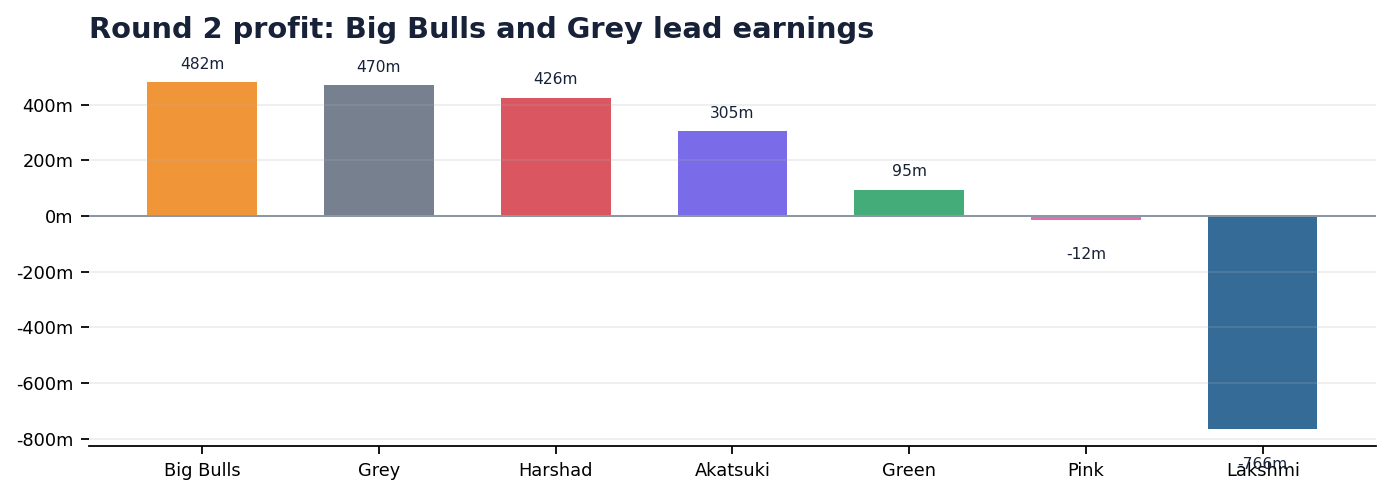 Round 2 profit: Big Bulls and Grey lead earnings
482m
470m
426m
305m
95m
-12m
-766m
400m
200m
0m
-200m
-400m
-600m
-800m
Big Bulls Grey Harshad Akatsuki Green Pink Lakshmi